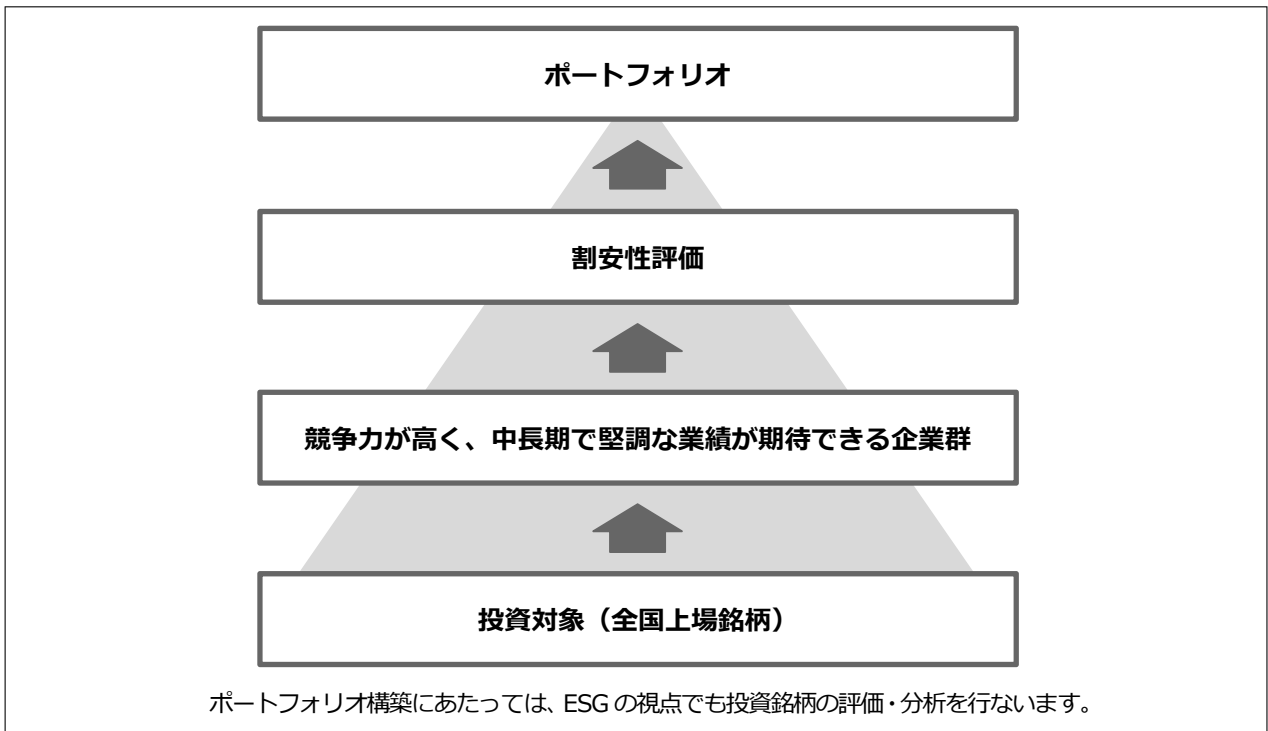 ポートフォリオ
割安性評価
競争力が高く、中長期で堅調な業績が期待できる企業群
投資対象（全国上場銘柄）
ポートフォリオ構築にあたっては、ESGの視点でも投資銘柄の評価・分析を行ないます。